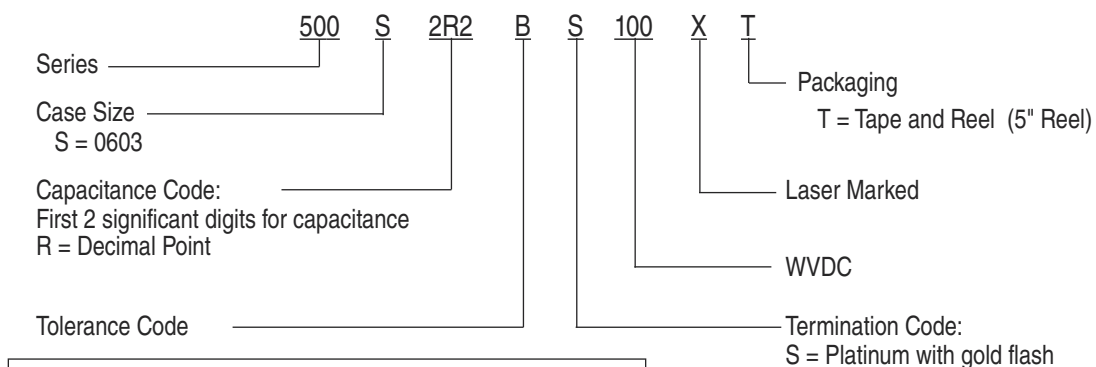 500 S 2R2 B S 100 X T
Series
Case Size
S = 0603
Capacitance Code:
First 2 significant digits for capacitance
R = Decimal Point
Tolerance Code
Packaging
T = Tape and Reel (5" Reel)
Laser Marked
WVDC
Termination Code:
S = Platinum with gold flash